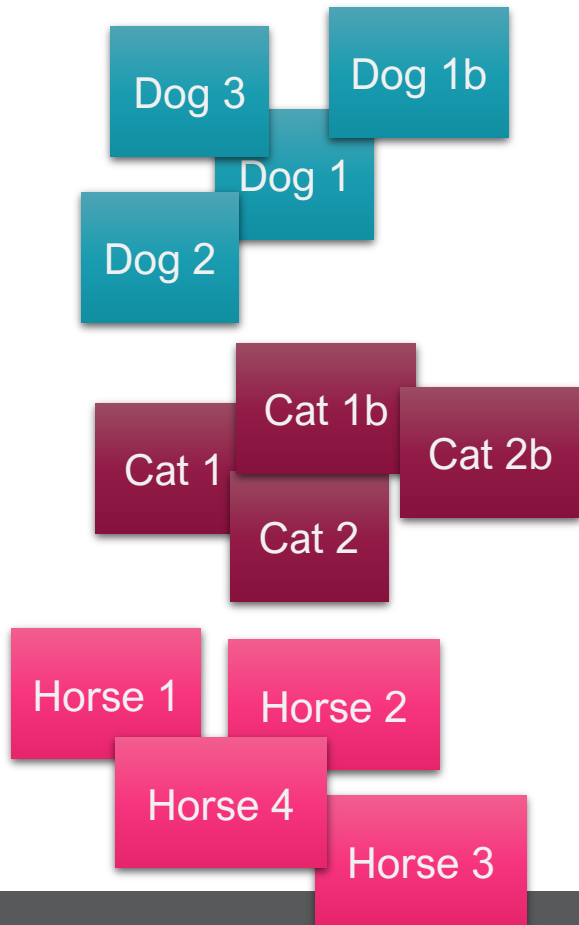 Dog 1b
Dog 3
Dog 1
Dog 2
Cat 1b
Cat 2b
Cat 1
Cat 2
Horse 1
Horse 2
Horse 4
Horse 3